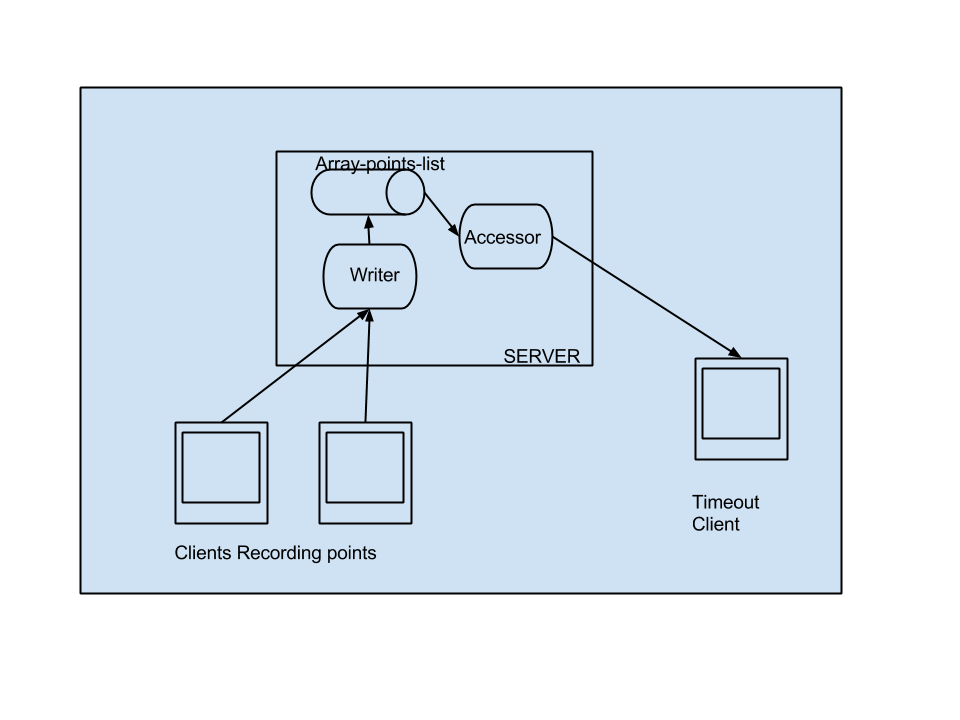 Array-points-list
Accessor
Writer
SERVER
Timeout
Client
Clients Recording points